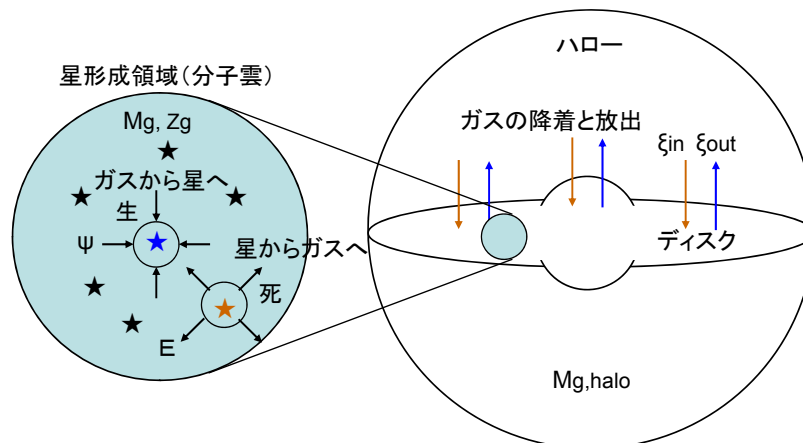 星形成領域(分子雲)
Mg, Zg
ガスから星へ
生
Ψ
星からガスへ
死
E
ハロー
ガスの降着と放出
ξin ξout
ディスク
Mg,halo